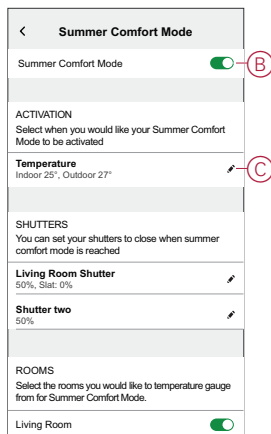 Summer Comfort Mode
Summer Comfort Mode
B
ACTIVATION
Select when you would like your Summer Comfort
Mode to be activated
Temperature
Indoor 25°, Outdoor 27°
C
SHUTTERS
You can set your shutters to close when summer
comfort mode is reached
Living Room Shutter
50%, Slat: 0%
Shutter two
50%
ROOMS
Select the rooms you would like to temperature gauge
from for Summer Comfort Mode.
Living Room